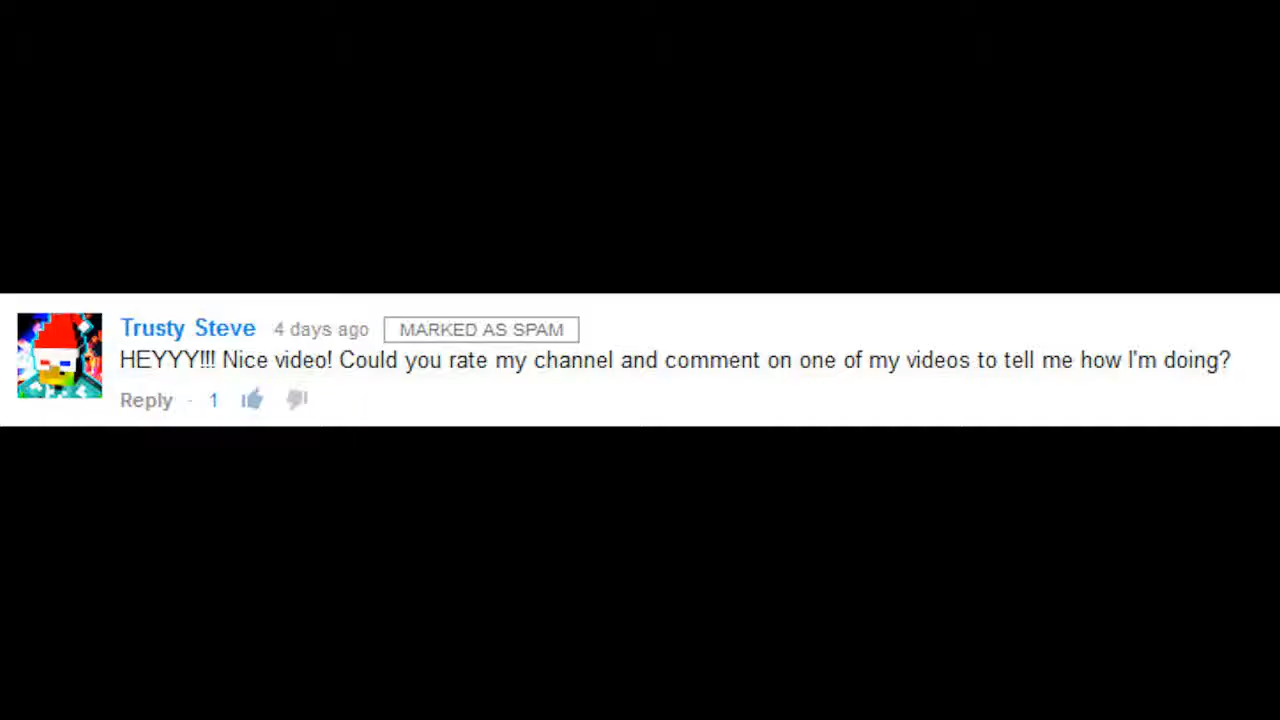 Trusty Steve 4 days ago MARKED AS SPAM
HEYYY!!! Nice video! Could you rate my channel and comment on one of my videos to tell me how I'm doing?
Reply · 1